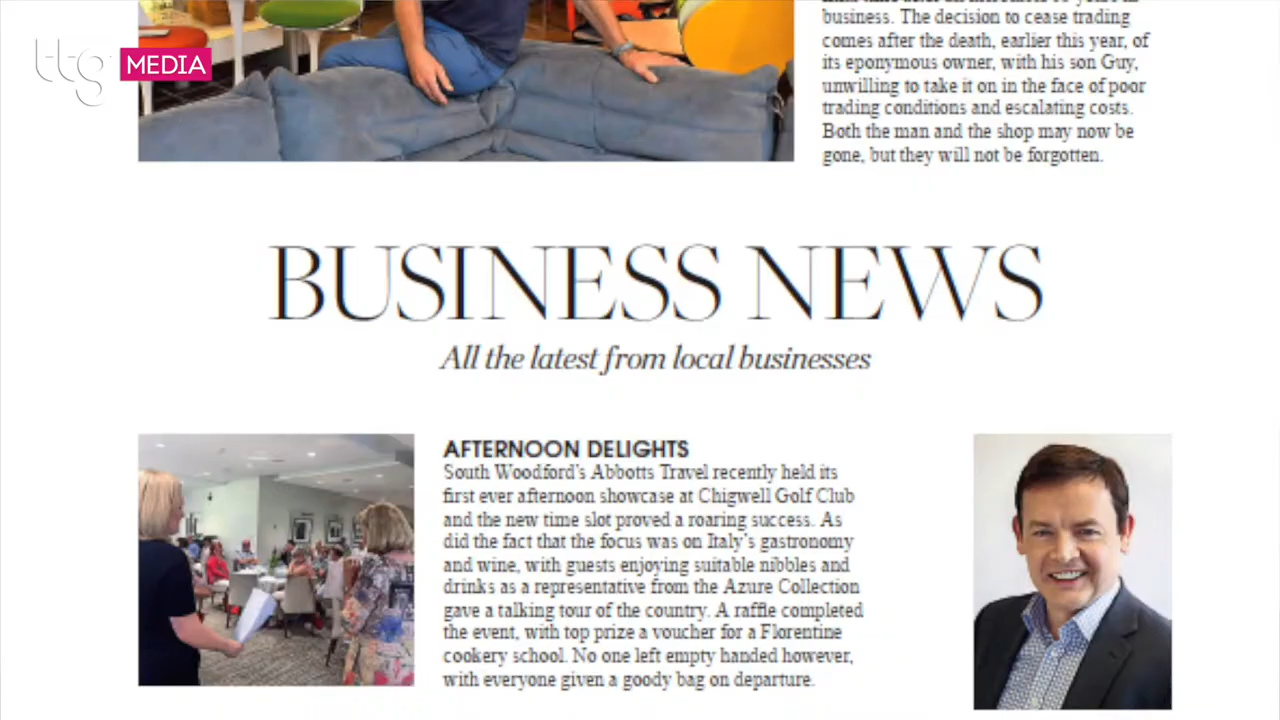 ttg MEDIA
business. The decision to cease trading
comes after the death, earlier this year, of
its eponymous owner, with his son Guy,
unwilling to take it on in the face of poor
trading conditions and escalating costs.
Both the man and the shop may now be
gone, but they will not be forgotten.
BUSINESS NEWS
All the latest from local businesses
AFTERNOON DELIGHTS
South Woodford's Abbotts Travel recently held its
first ever afternoon showcase at Chigwell Golf Club
and the new time slot proved a roaring success. As
did the fact that the focus was on Italy's gastronomy
and wine, with guests enjoying suitable nibbles and
drinks as a representative from the Azure Collection
gave a talking tour of the country. A raffle completed
the event, with top prize a voucher for a Florentine
cookery school. No one left empty handed however,
with everyone given a goody bag on departure.